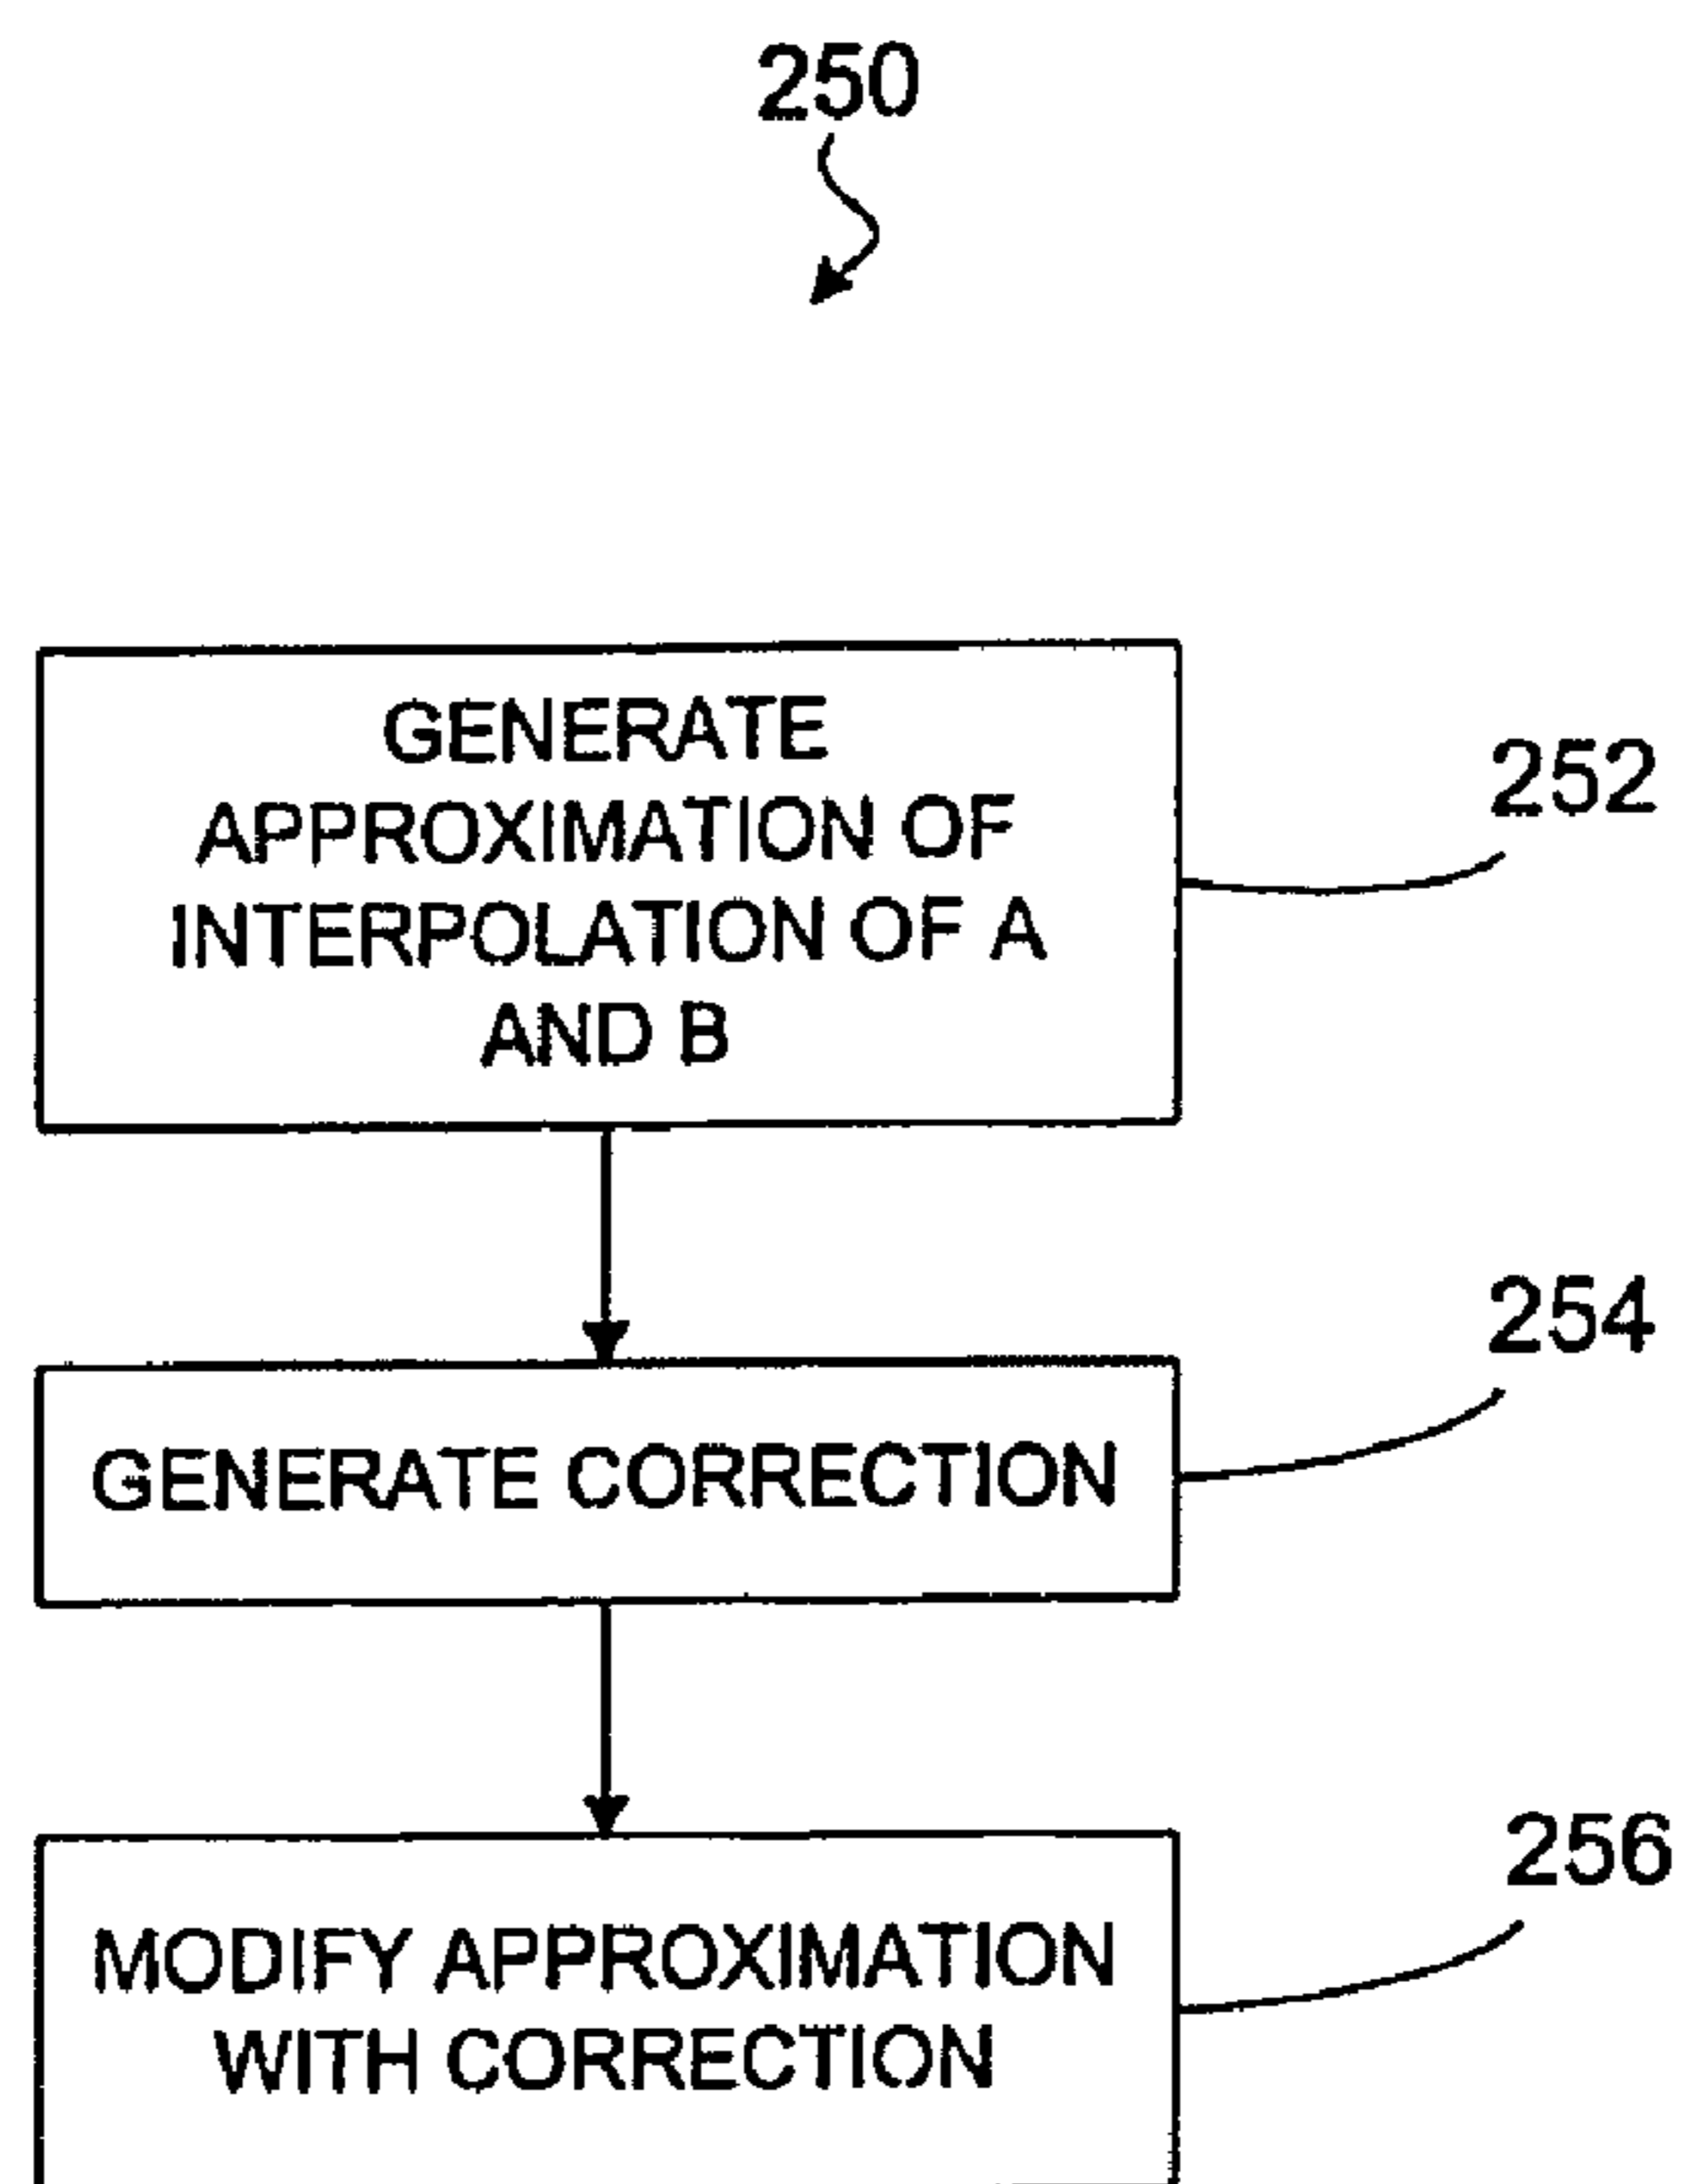 250
GENERATE
APPROXIMATION OF
INTERPOLATION OF A
AND B
252
GENERATE CORRECTION
254
MODIFY APPROXIMATION
WITH CORRECTION
256